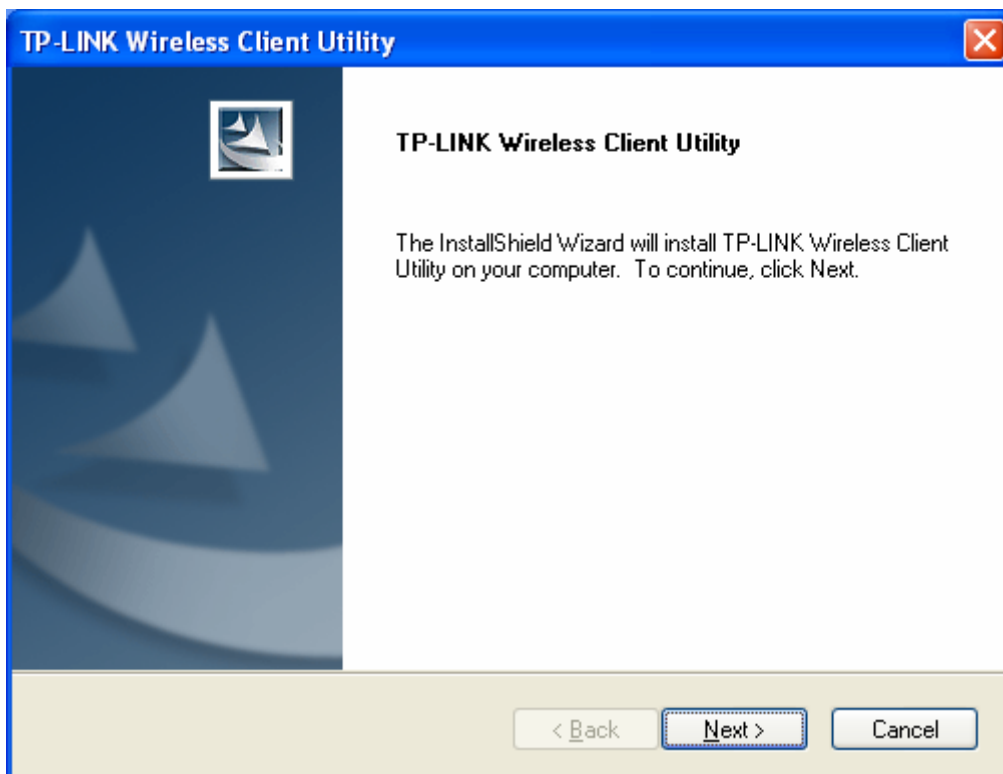 TP-LINK Wireless Client Utility
TP-LINK Wireless Client Utility
The InstallShield Wizard will install TP-LINK Wireless Client
Utility on your computer.  To continue, click Next.
< Back
Next >
Cancel